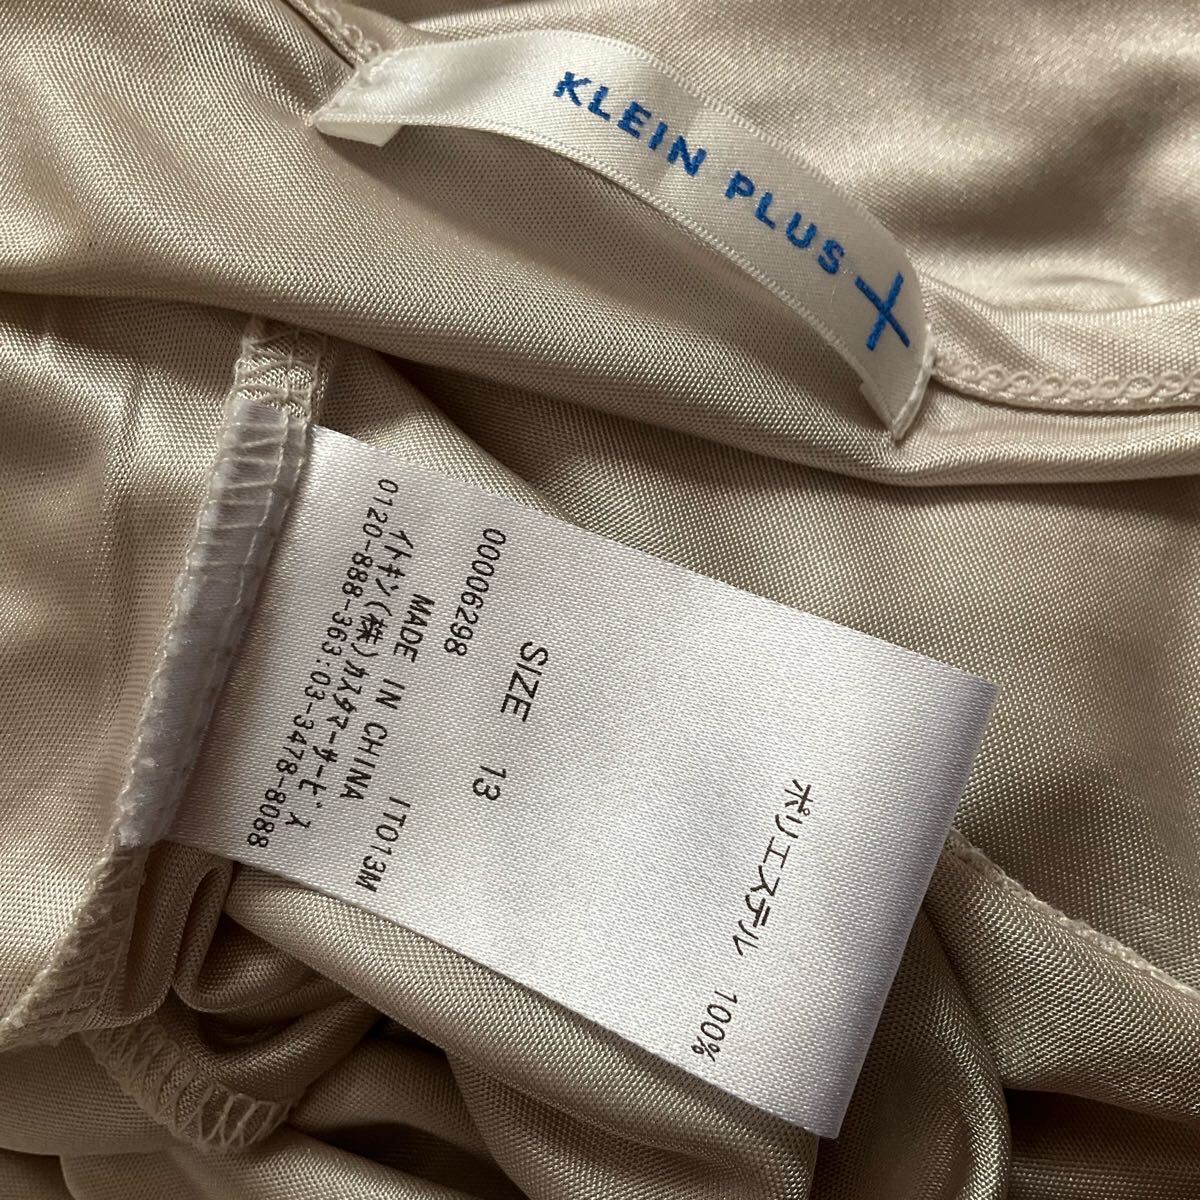 KLEIN PLUS+
ポリエステル 100%
SIZE 13
00006298
MADE IN CHINA IT013M
イトキン(株)カスタマーサービス
0120-888-363:03-3478-8088